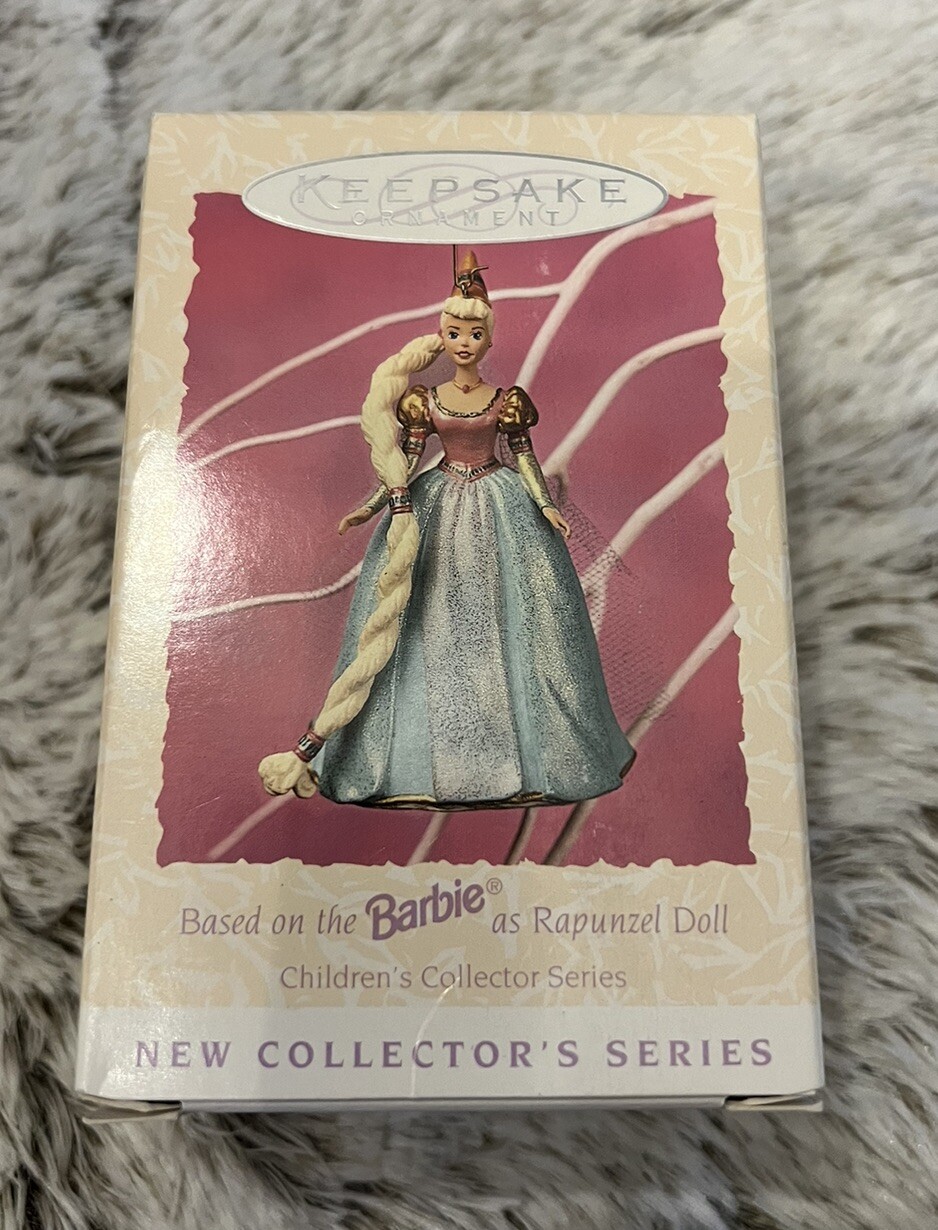 KEEPSAKE
ORNAMENT
Based on the Barbie® as Rapunzel Doll
Children's Collector Series
NEW COLLECTOR'S SERIES